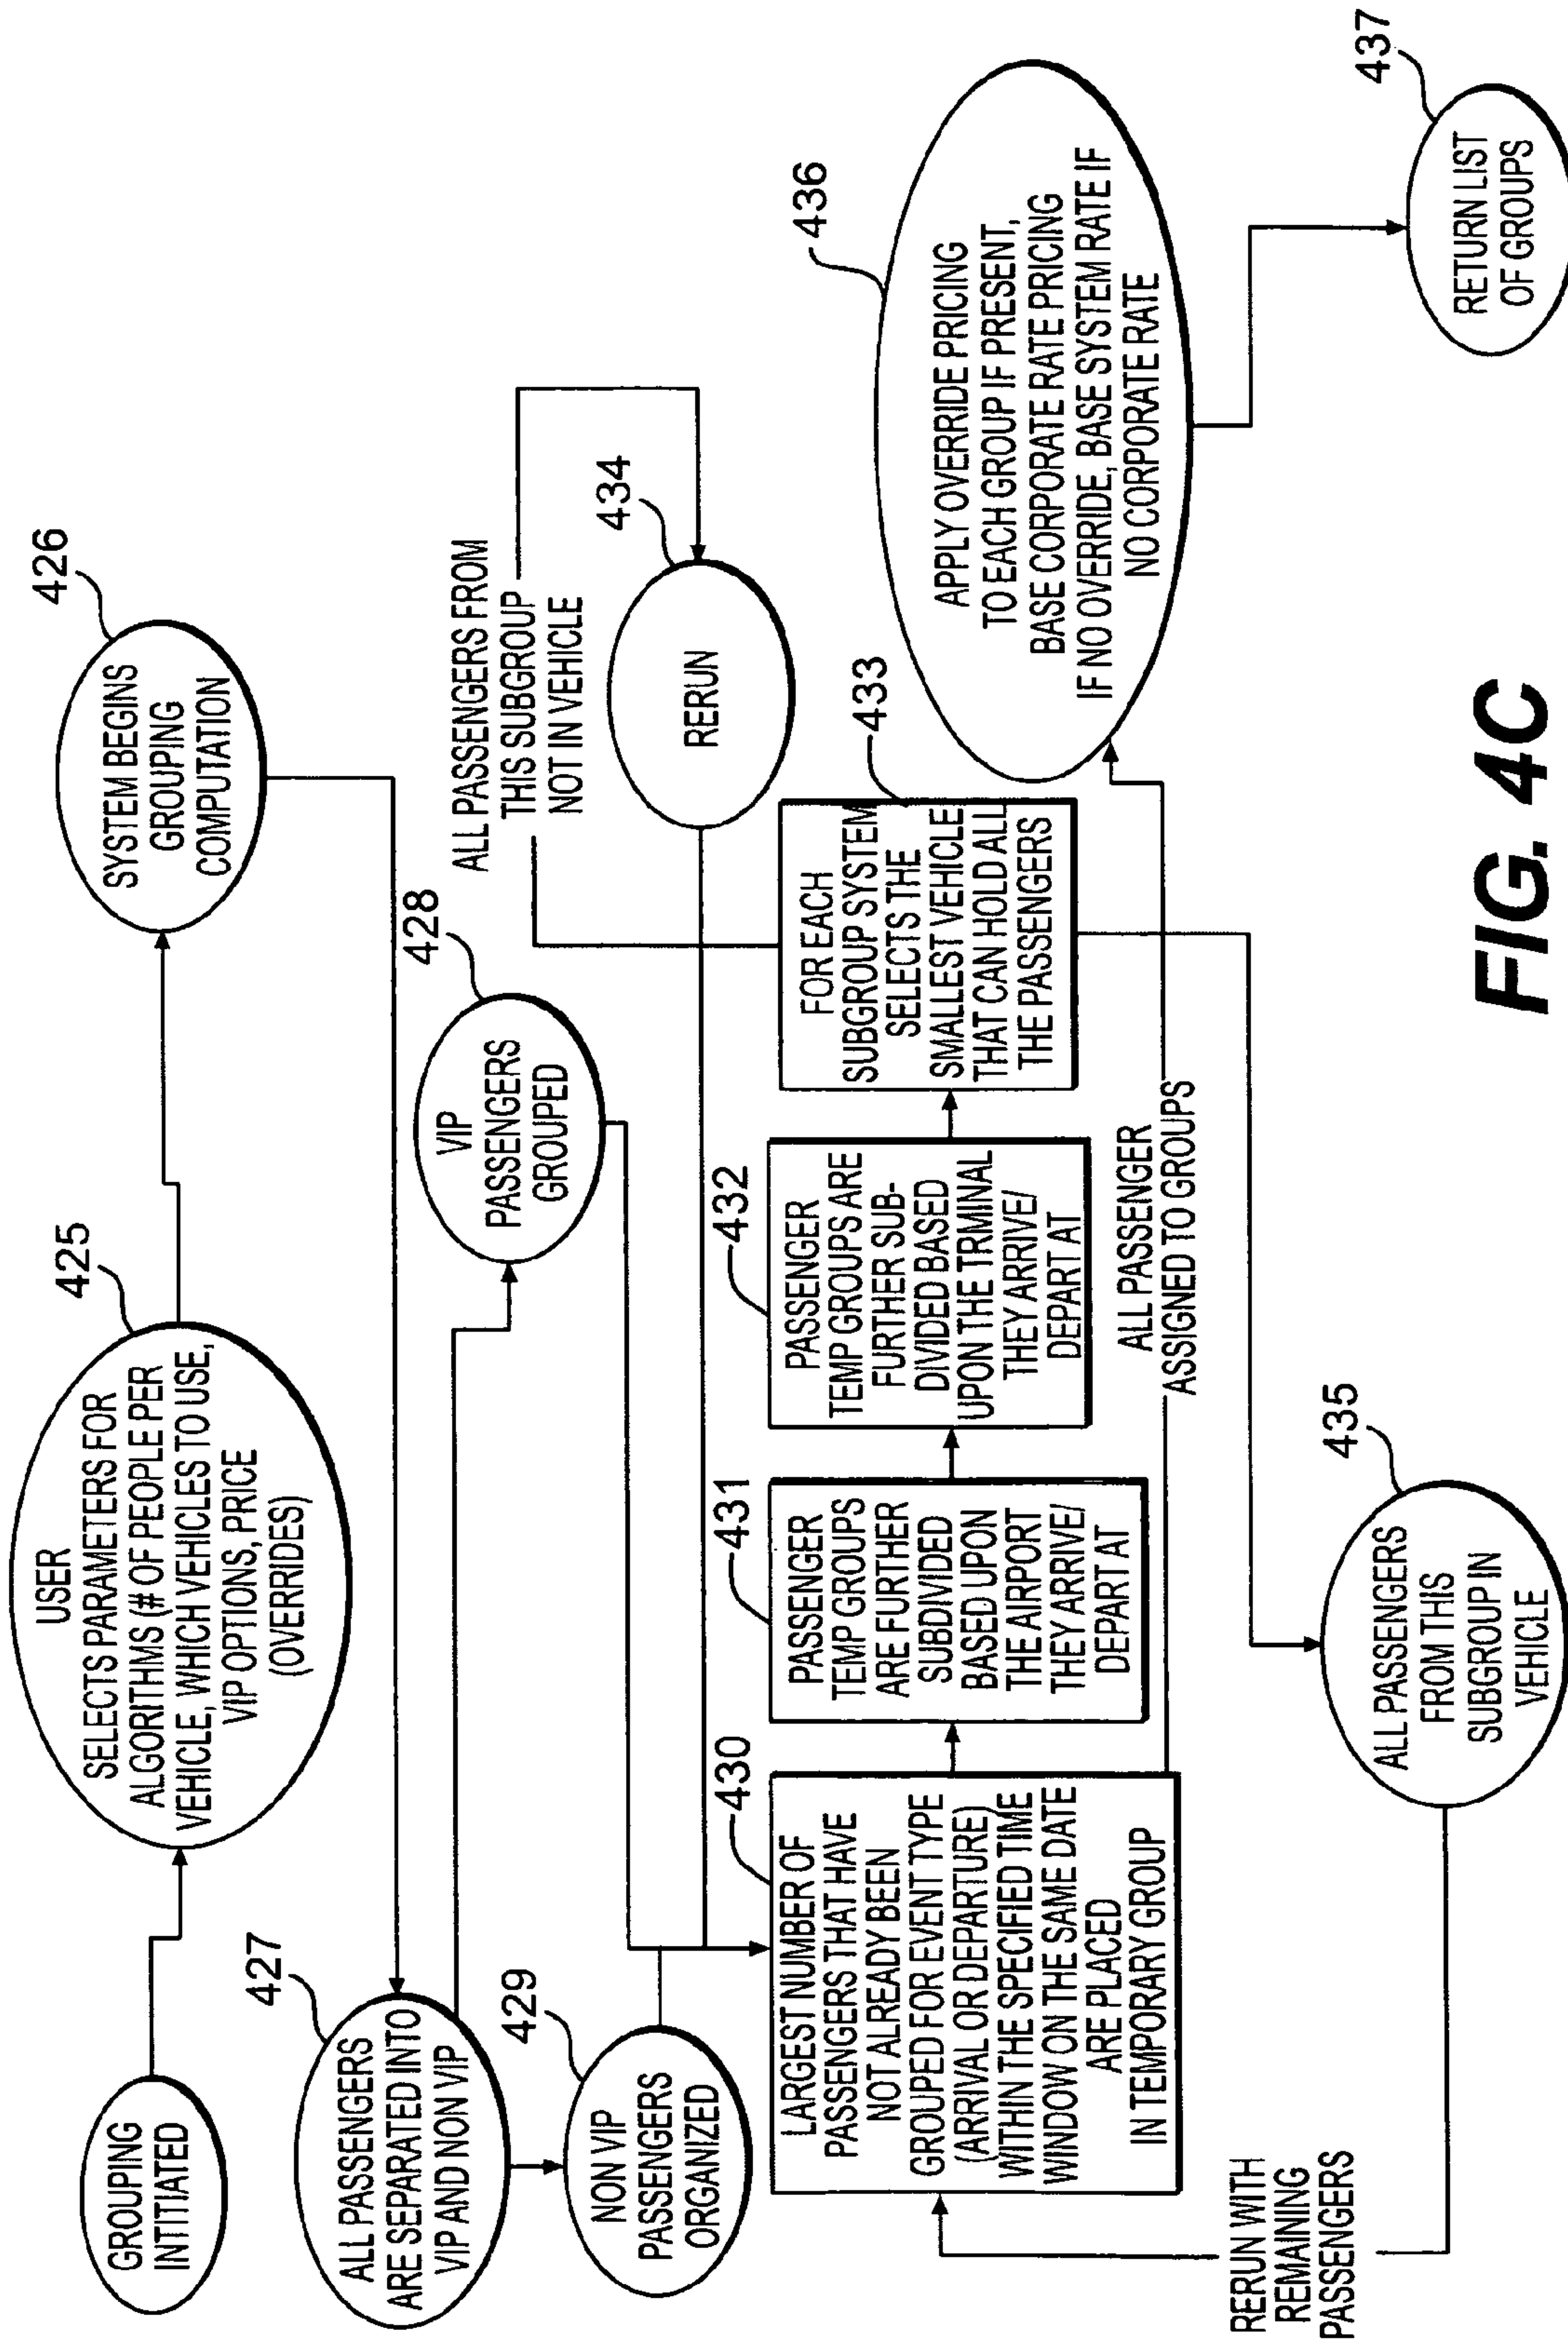 GROUPING
INTITIATED
425
USER
SELECTS PARAMETERS FOR
ALGORITHMS (# OF PEOPLE PER
VEHICLE, WHICH VEHICLES TO USE,
VIP OPTIONS, PRICE
(OVERRIDES)
426
SYSTEM BEGINS
GROUPING
COMPUTATION
427
ALL PASSENGERS
ARE SEPARATED INTO
VIP AND NON VIP
428
VIP
PASSENGERS
GROUPED
429
NON VIP
PASSENGERS
ORGANIZED
ALL PASSENGERS FROM
THIS SUBGROUP
NOT IN VEHICLE
434
RERUN
430
LARGEST NUMBER OF
PASSENGERS THAT HAVE
NOT ALREADY BEEN
GROUPED FOR EVENT TYPE
(ARRIVAL OR DEPARTURE)
WITHIN THE SPECIFIED TIME
WINDOW ON THE SAME DATE
ARE PLACED
IN TEMPORARY GROUP
431
PASSENGER
TEMP GROUPS
ARE FURTHER
SUBDIVIDED
BASED UPON
THE AIRPORT
THEY ARRIVE/
DEPART AT
432
PASSENGER
TEMP GROUPS ARE
FURTHER SUB-
DIVIDED BASED
UPON THE TRMINAL
THEY ARRIVE/
DEPART AT
433
FOR EACH
SUBGROUP SYSTEM
SELECTS THE
SMALLEST VEHICLE
THAT CAN HOLD ALL
THE PASSENGERS
ALL PASSENGER
ASSIGNED TO GROUPS
436
APPLY OVERRIDE PRICING
TO EACH GROUP IF PRESENT,
BASE CORPORATE RATE PRICING
IF NO OVERRIDE, BASE SYSTEM RATE IF
NO CORPORATE RATE
RERUN WITH
REMAINING
PASSENGERS
435
ALL PASSENGERS
FROM THIS
SUBGROUP IN
VEHICLE
437
RETURN LIST
OF GROUPS
FIG. 4C